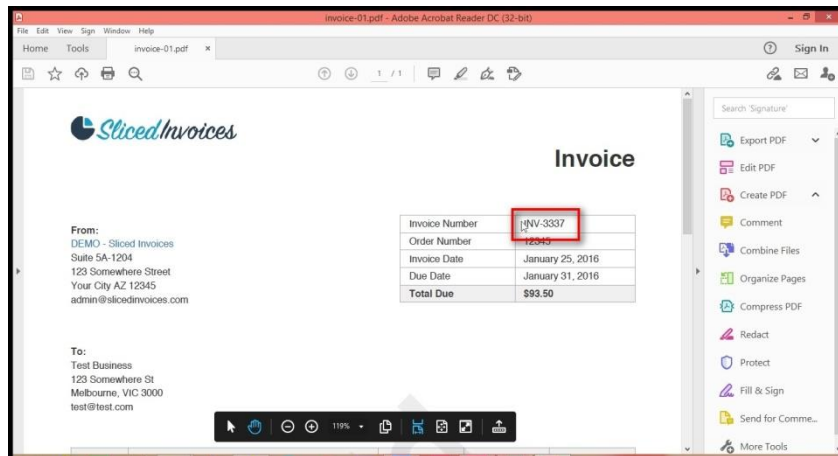 invoice-01.pdf - Adobe Acrobat Reader DC (32-bit)
File Edit View Sign Window Help
Home Tools invoice-01.pdf × Sign In
1 / 1
Search 'Signature'
Export PDF
Edit PDF
Create PDF
Comment
Combine Files
Organize Pages
Compress PDF
Redact
Protect
Fill & Sign
Send for Comme...
More Tools
Sliced Invoices
Invoice
From:
DEMO - Sliced Invoices
Suite 5A-1204
123 Somewhere Street
Your City AZ 12345
admin@slicedinvoices.com
Invoice Number INV-3337
Order Number 12345
Invoice Date January 25, 2016
Due Date January 31, 2016
Total Due $93.50
To:
Test Business
123 Somewhere St
Melbourne, VIC 3000
test@test.com
119%